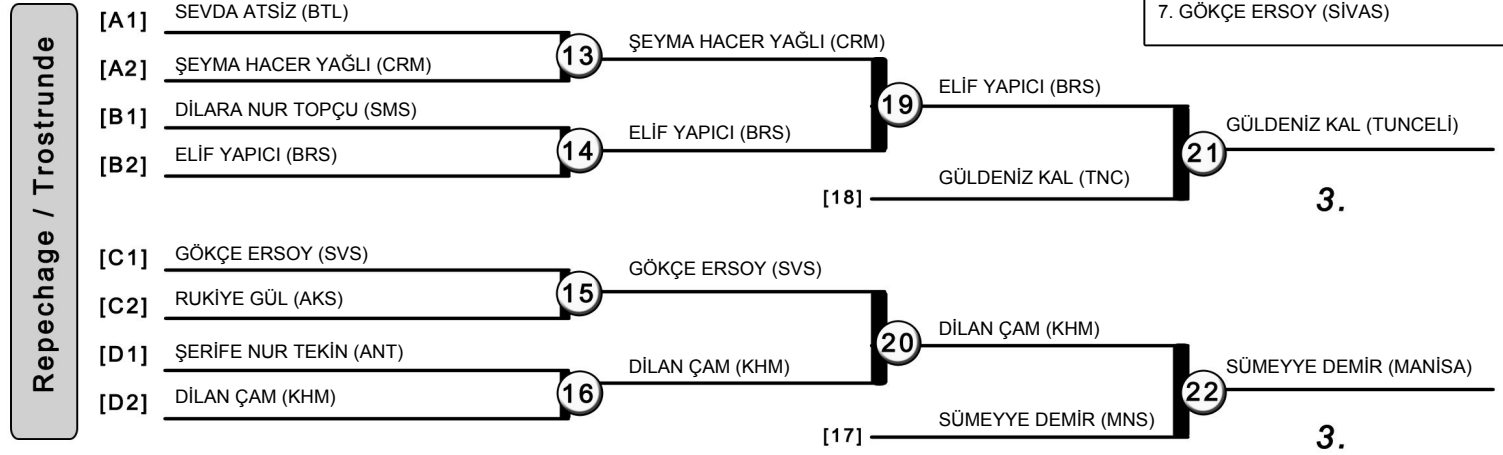 Repechage / Trostrunde
7. GÖKÇE ERSOY (SİVAS)
[A1] SEVDA ATSİZ (BTL)
[A2] ŞEYMA HACER YAĞLI (CRM)
13
ŞEYMA HACER YAĞLI (CRM)
[B1] DİLARA NUR TOPÇU (SMS)
[B2] ELİF YAPICI (BRS)
14
ELİF YAPICI (BRS)
19
ELİF YAPICI (BRS)
[18] GÜLDENİZ KAL (TNC)
21
GÜLDENİZ KAL (TUNCELİ)
3.
[C1] GÖKÇE ERSOY (SVS)
[C2] RUKİYE GÜL (AKS)
15
GÖKÇE ERSOY (SVS)
[D1] ŞERİFE NUR TEKİN (ANT)
[D2] DİLAN ÇAM (KHM)
16
DİLAN ÇAM (KHM)
20
DİLAN ÇAM (KHM)
[17] SÜMEYYE DEMİR (MNS)
22
SÜMEYYE DEMİR (MANİSA)
3.